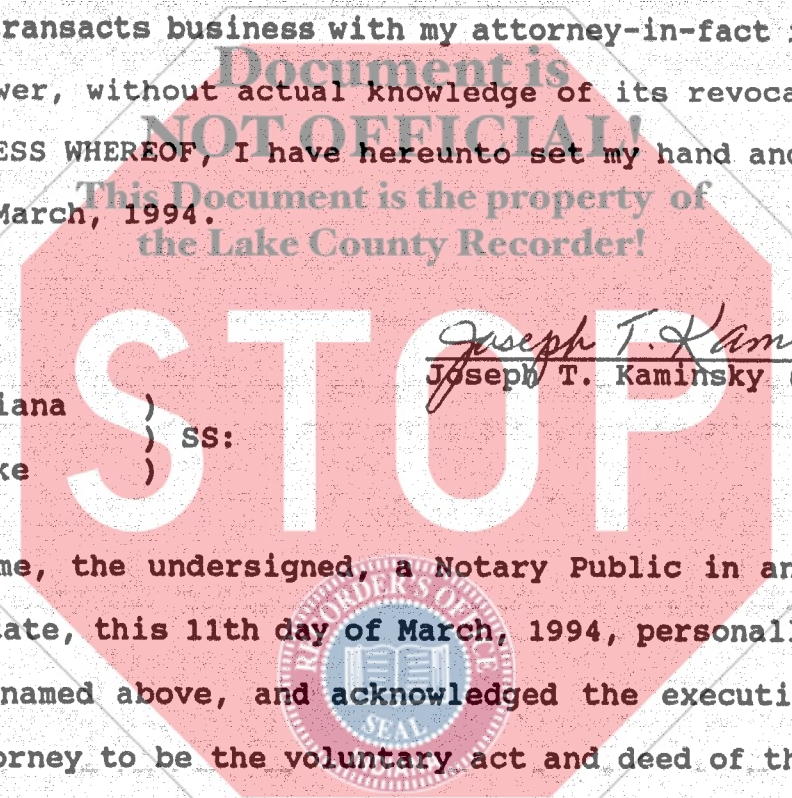 transacts business with my attorney-in-fact
Document is
wer, without actual knowledge of its revoca
NOT OFFICIAL!
ESS WHEREOF, I have hereunto set my hand and
This Document is the property of
March, 1994.
the Lake County Recorder!
STOP
Joseph T. Kam
Joseph T. Kaminsky (
iana )
) SS:
ke )
me, the undersigned, a Notary Public in an
RECORDER'S OFFICE
ate, this 11th day of March, 1994, personall
named above, and acknowledged the executi
SEAL
orney to be the voluntary act and deed of th